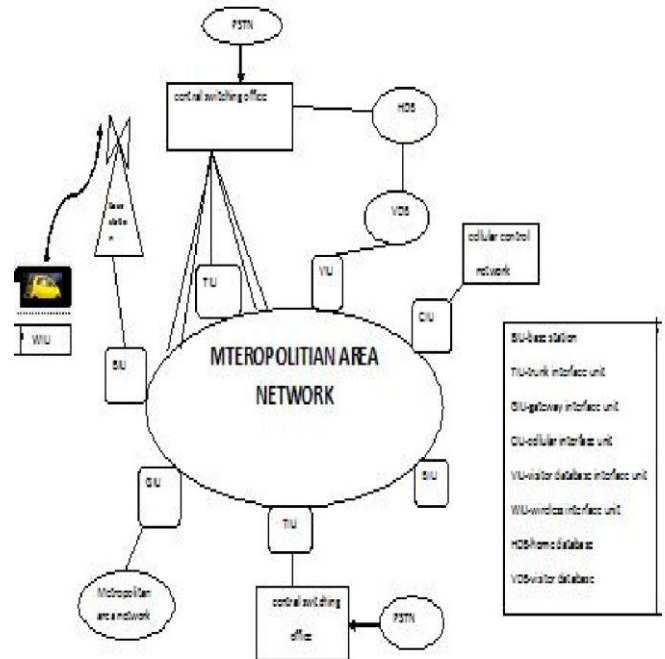 PSTN
central switching office
HDB
VDB
cellular control
network
Base
statio
n
TIU
VIU
CIU
WIU
BIU
MTEROPOLITIAN AREA
NETWORK
BIU-base station
TIU-trunk interface unit
GIU-gateway interface unit
CIU-cellular interface unit
VIU-visitor database interface unit
WIU-wireless interface unit
HDB-home database
VDB-visitor database
GIU
BIU
TIU
Metropolitan
area network
central switching
office
PSTN